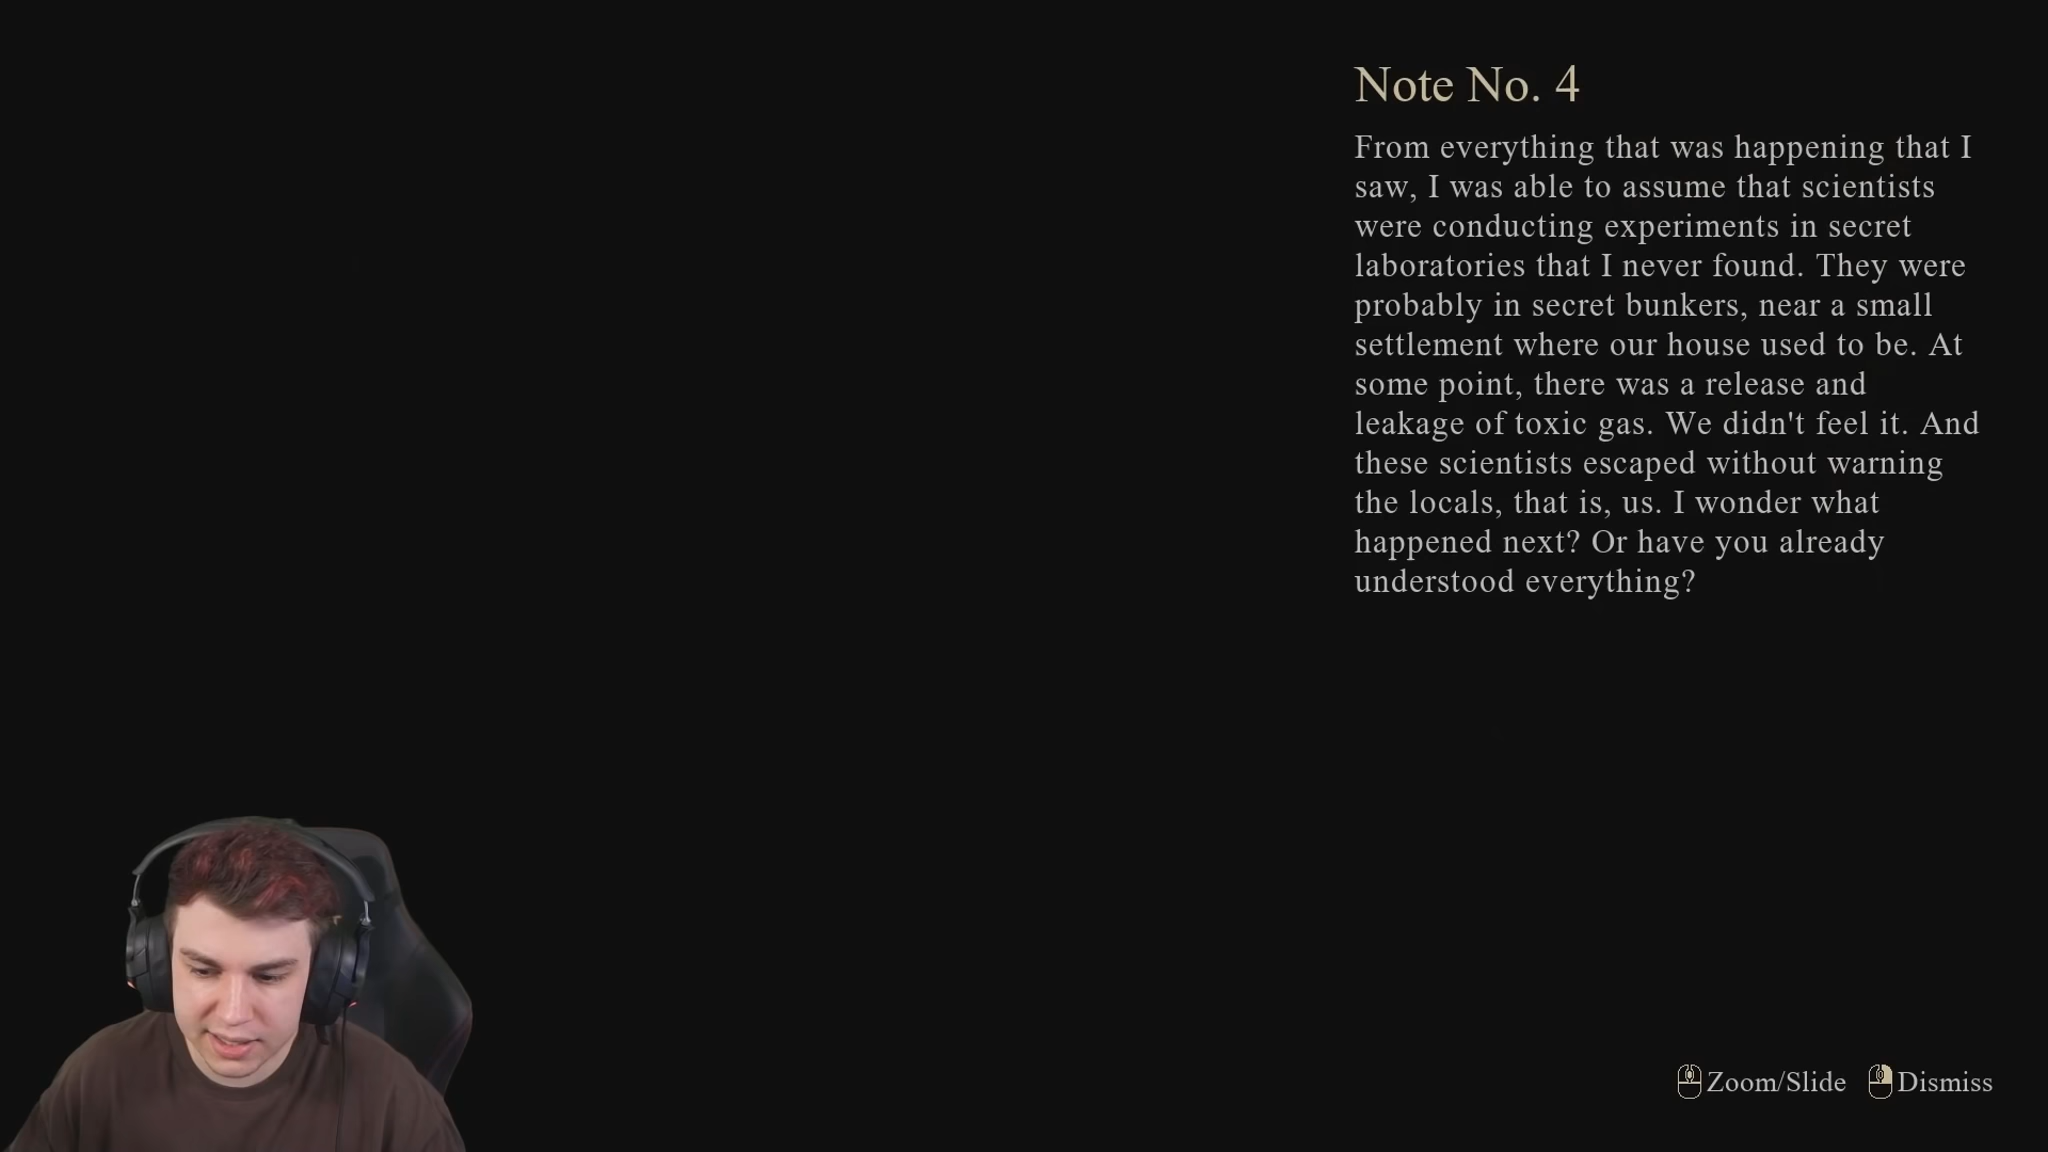 Note No. 4
From everything that was happening that I
saw, I was able to assume that scientists
were conducting experiments in secret
laboratories that I never found. They were
probably in secret bunkers, near a small
settlement where our house used to be. At
some point, there was a release and
leakage of toxic gas. We didn't feel it. And
these scientists escaped without warning
the locals, that is, us. I wonder what
happened next? Or have you already
understood everything?
Zoom/Slide Dismiss